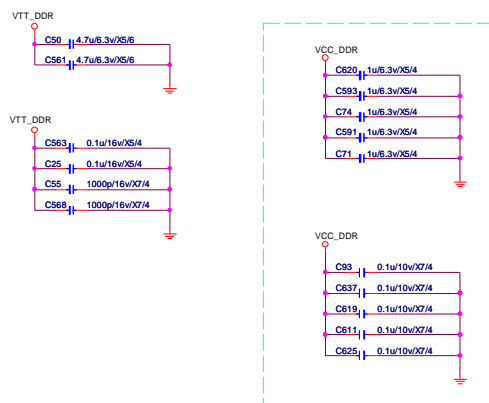 VTT_DDR
C50 4.7u/6.3v/X5/6
C561 4.7u/6.3v/X5/6
VTT_DDR
C563 0.1u/16v/X5/4
C25 0.1u/16v/X5/4
C55 1000p/16v/X7/4
C568 1000p/16v/X7/4
VCC_DDR
C620 1u/6.3v/X5/4
C593 1u/6.3v/X5/4
C74 1u/6.3v/X5/4
C591 1u/6.3v/X5/4
C71 1u/6.3v/X5/4
VCC_DDR
C93 0.1u/10v/X7/4
C637 0.1u/10v/X7/4
C619 0.1u/10v/X7/4
C611 0.1u/10v/X7/4
C625 0.1u/10v/X7/4